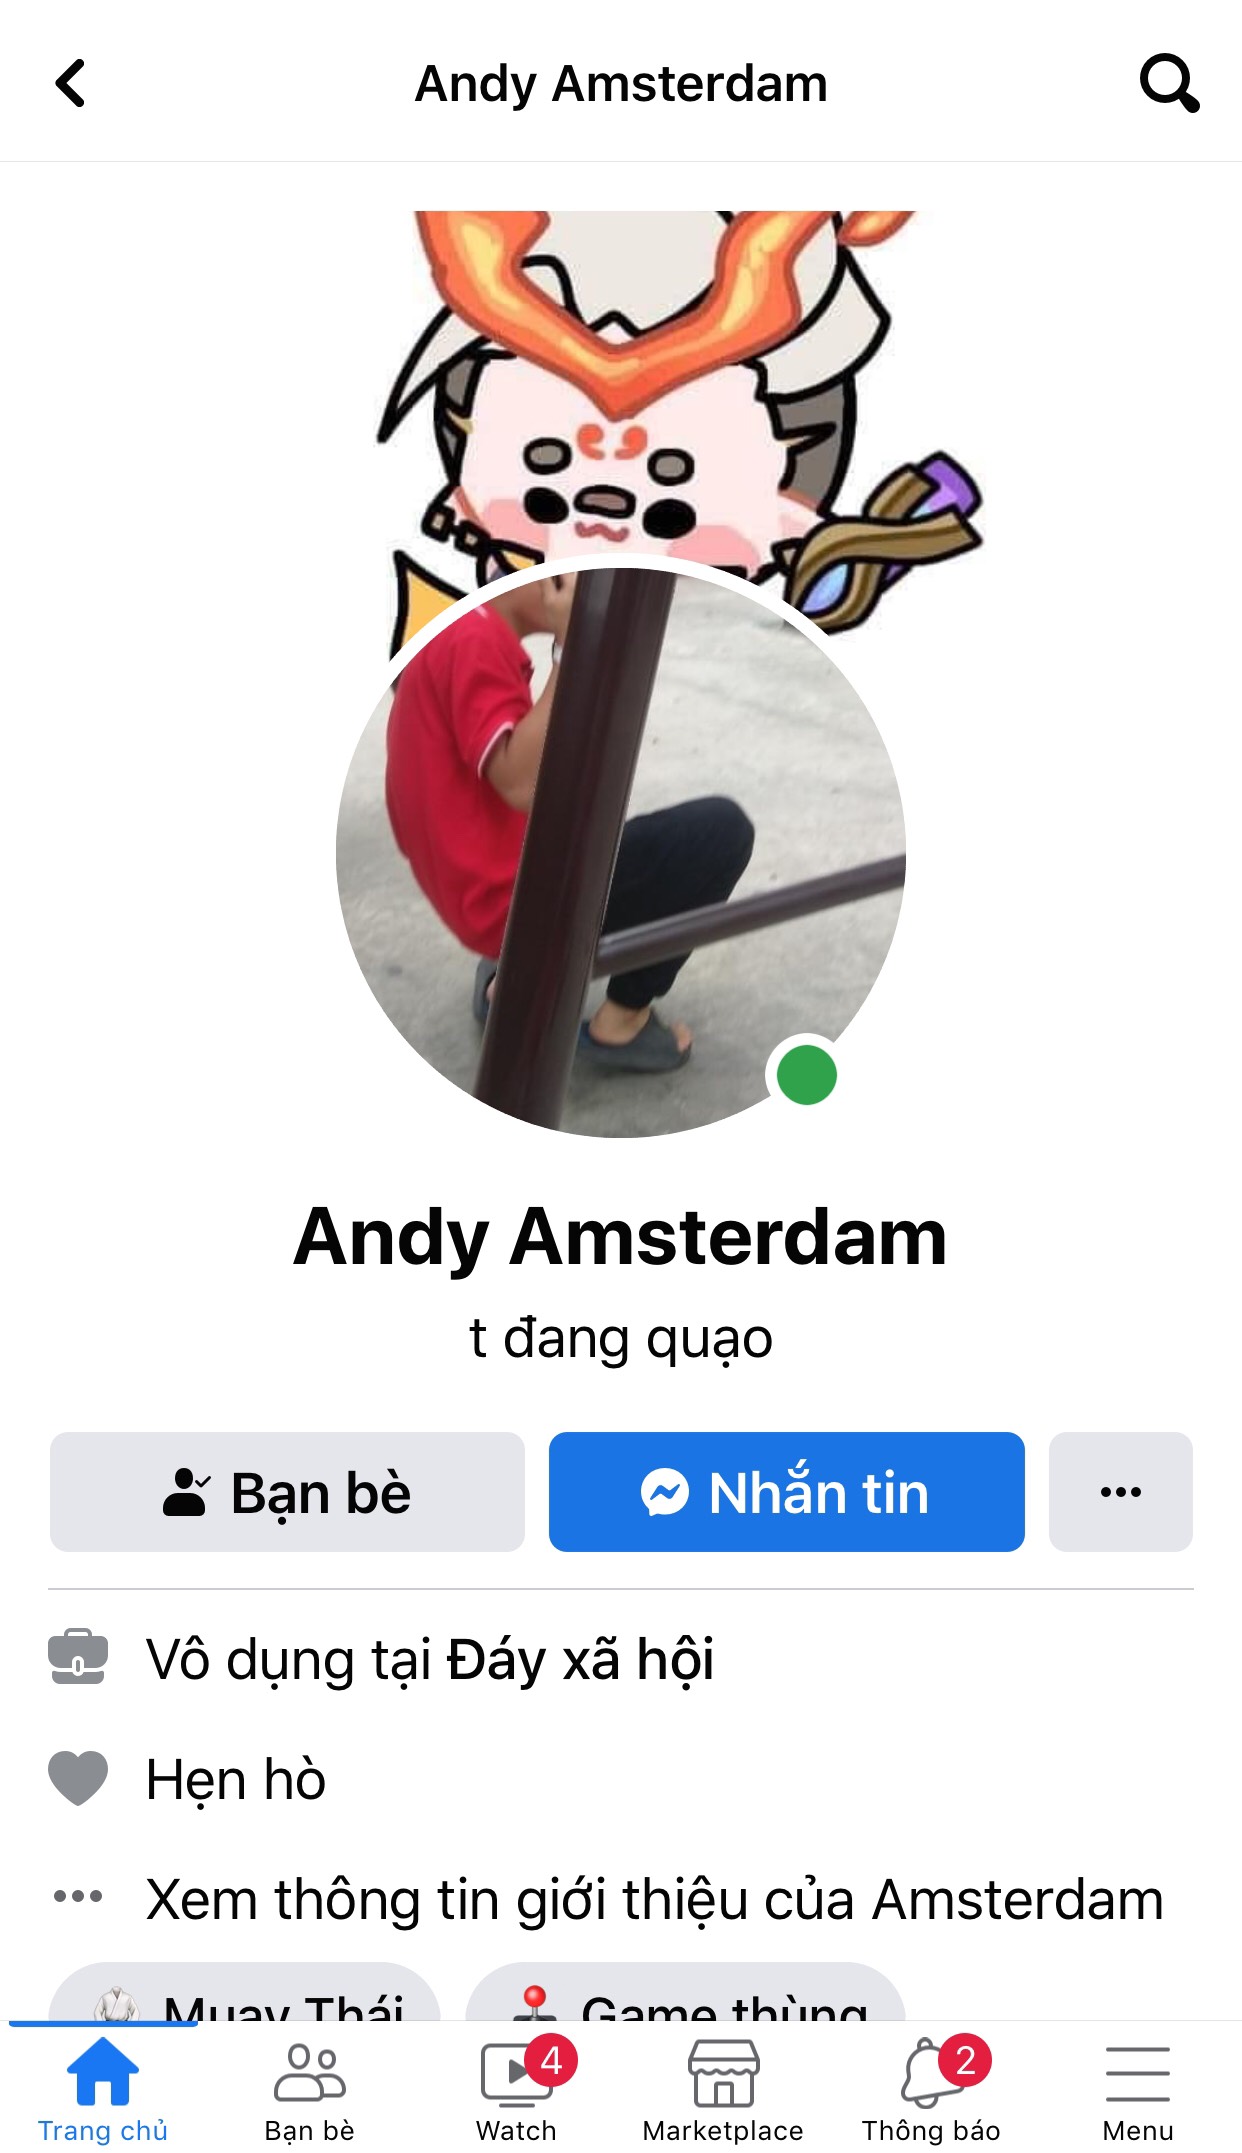 Andy Amsterdam
Andy Amsterdam
t đang quạo
Bạn bè
Nhắn tin
Vô dụng tại Đáy xã hội
Hẹn hò
Xem thông tin giới thiệu của Amsterdam
Muay Thái
Game thùng
4
2
Trang chủ
Bạn bè
Watch
Marketplace
Thông báo
Menu